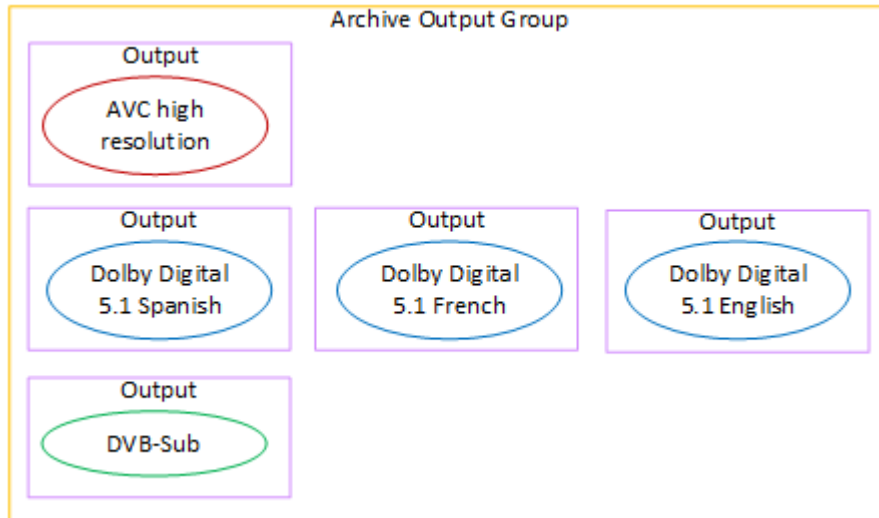 Archive Output Group
Output
AVC high
resolution
Output
Dolby Digital
5.1 Spanish
Output
Dolby Digital
5.1 French
Output
Dolby Digital
5.1 English
Output
DVB-Sub